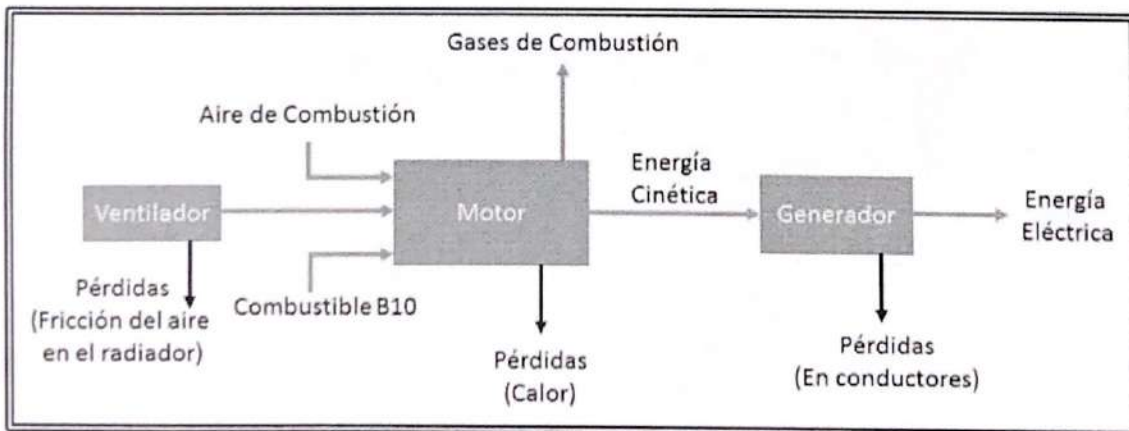 Gases de Combustión
Aire de Combustión
Ventilador
Motor
Energía
Cinética
Generador
Energía
Eléctrica
Pérdidas
(Fricción del aire
en el radiador)
Combustible B10
Pérdidas
(Calor)
Pérdidas
(En conductores)